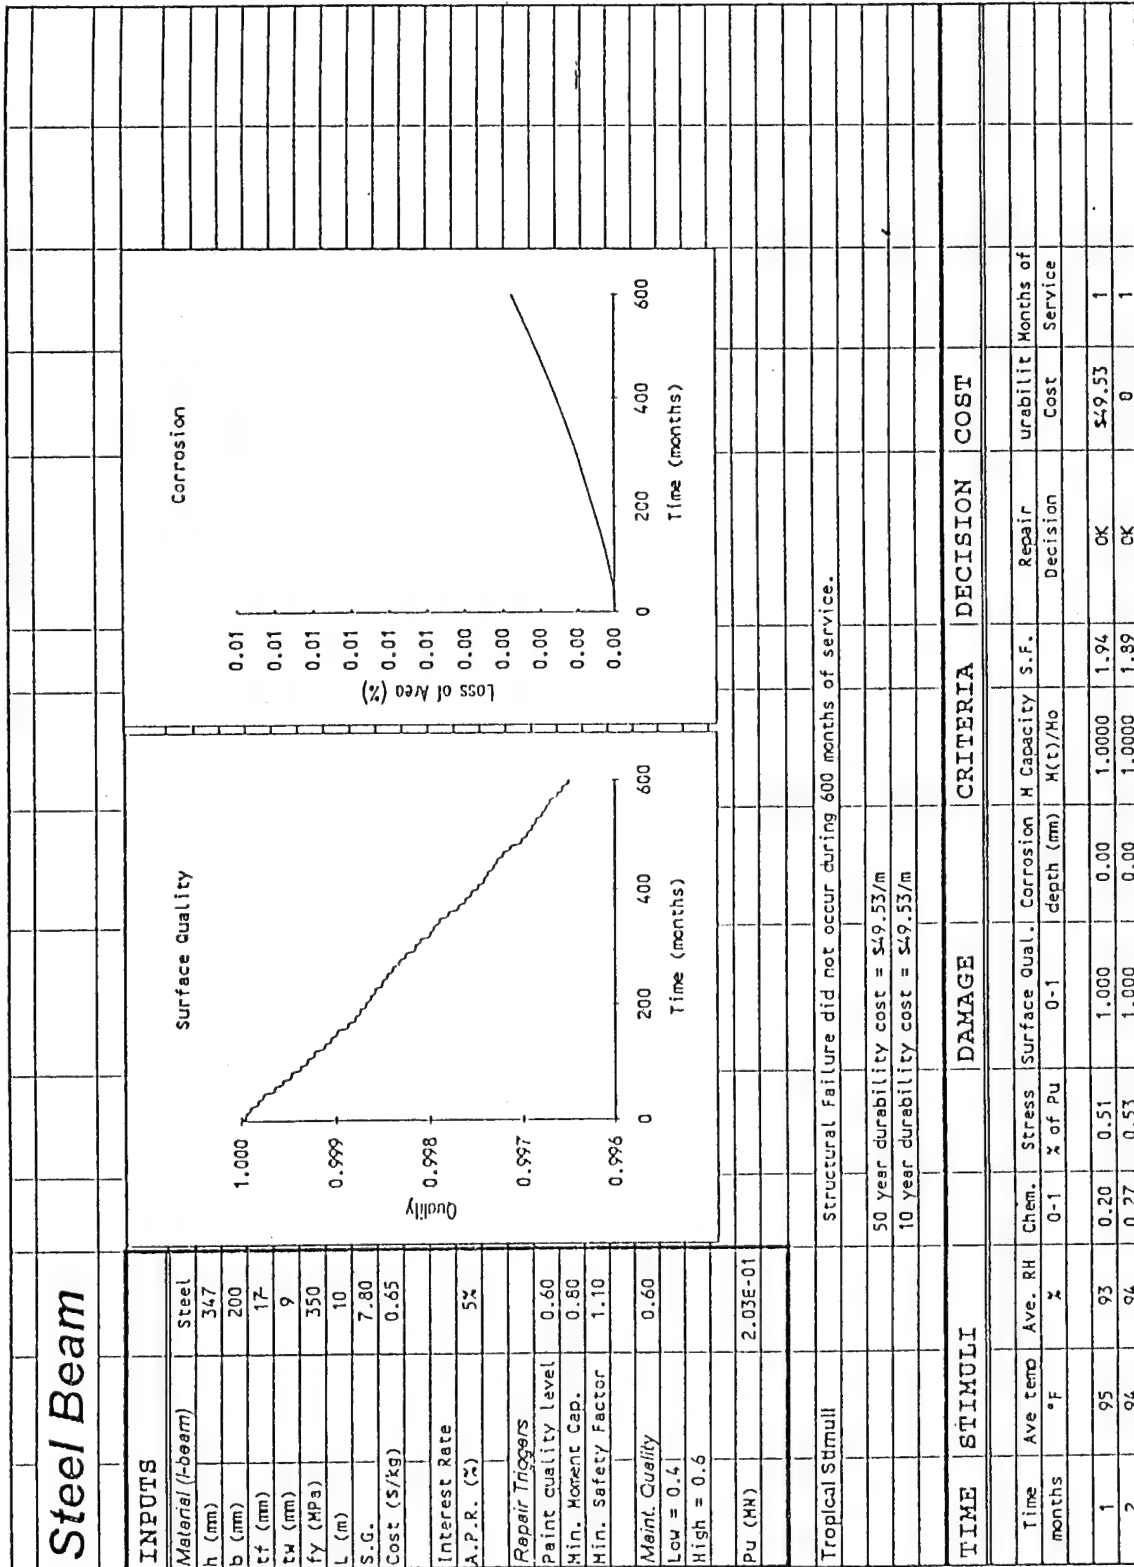 Steel Beam
INPUTS
Material (I-beam) Steel
h (mm) 347
b (mm) 200
tf (mm) 17
tw (mm) 9
fy (MPa) 350
L (m) 10
S.G. 7.80
Cost ($/kg) 0.65
Interest Rate
A.P.R. (%) 5%
Repair Triggers
Paint quality level 0.60
Min. Moment Cap. 0.80
Min. Safety Factor 1.10
Maint. Quality 0.60
Low = 0.4
High = 0.6
Pu (MN) 2.03E-01
Surface Quality
Quality
1.000
0.999
0.998
0.997
0.996
0 200 400 600
Time (months)
Corrosion
Loss of Area (%)
0.01
0.01
0.01
0.01
0.01
0.01
0.00
0.00
0.00
0.00
0.00
0 200 400 600
Time (months)
Tropical Stimuli
Structural Failure did not occur during 600 months of service.
50 year durability cost = $49.53/m
10 year durability cost = $49.53/m
TIME STIMULI DAMAGE CRITERIA DECISION COST
Time Ave temp Ave. RH Chem. Stress Surface Qual. Corrosion M Capacity S.F. Repair urabilit Months of
months °F % 0-1 % of Pu 0-1 depth (mm) M(t)/Mo Decision Cost Service
1 95 93 0.20 0.51 1.000 0.00 1.0000 1.94 OK $49.53 1
2 94 94 0.27 0.53 1.000 0.00 1.0000 1.89 OK 0 1